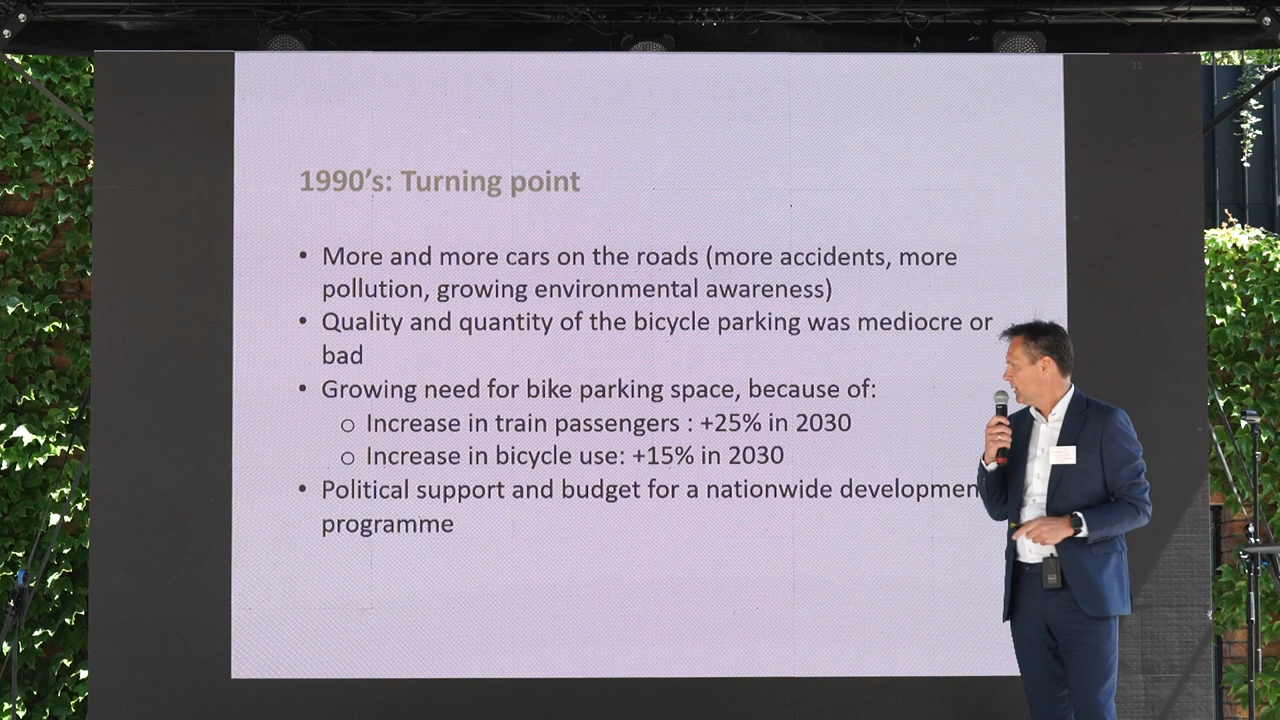 1990’s: Turning point
• More and more cars on the roads (more accidents, more
pollution, growing environmental awareness)
• Quality and quantity of the bicycle parking was mediocre or
bad
• Growing need for bike parking space, because of:
o Increase in train passengers : +25% in 2030
o Increase in bicycle use: +15% in 2030
• Political support and budget for a nationwide developmen
programme